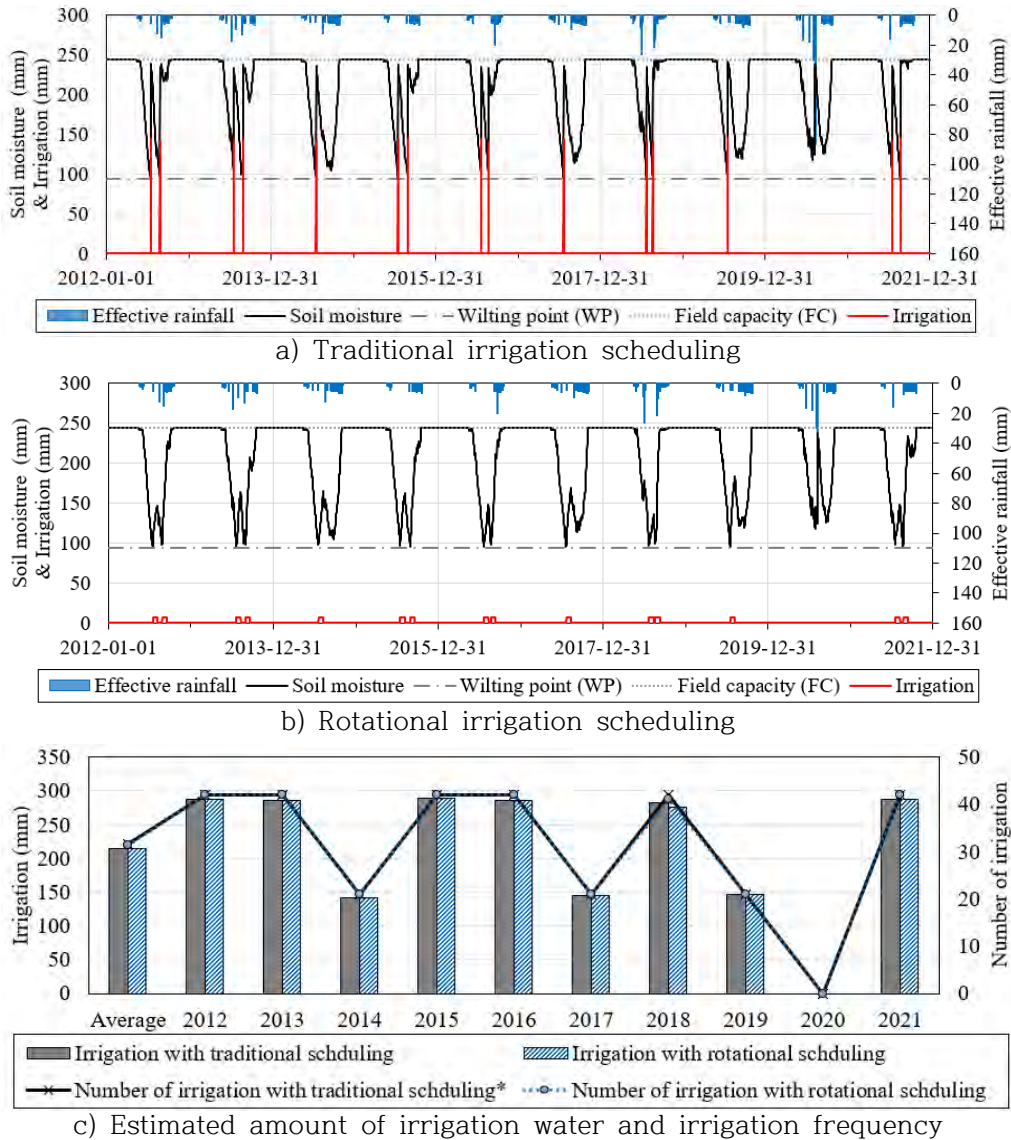 300
250
200
150
100
50
0
Soil moisture (mm)
& Irrigation (mm)
0
20
40
60
80
100
120
140
160
Effective rainfall (mm)
2012-01-01 2013-12-31 2015-12-31 2017-12-31 2019-12-31 2021-12-31
Effective rainfall Soil moisture Wilting point (WP) Field capacity (FC) Irrigation
a) Traditional irrigation scheduling
300
250
200
150
100
50
0
Soil moisture (mm)
& Irrigation (mm)
0
20
40
60
80
100
120
140
160
Effective rainfall (mm)
2012-01-01 2013-12-31 2015-12-31 2017-12-31 2019-12-31 2021-12-31
Effective rainfall Soil moisture Wilting point (WP) Field capacity (FC) Irrigation
b) Rotational irrigation scheduling
350
300
250
200
150
100
50
0
Irrigation (mm)
50
40
30
20
10
0
Number of irrigation
Average 2012 2013 2014 2015 2016 2017 2018 2019 2020 2021
Irrigation with traditional schduling Irrigation with rotational schduling
Number of irrigation with traditional schduling* Number of irrigation with rotational schduling
c) Estimated amount of irrigation water and irrigation frequency